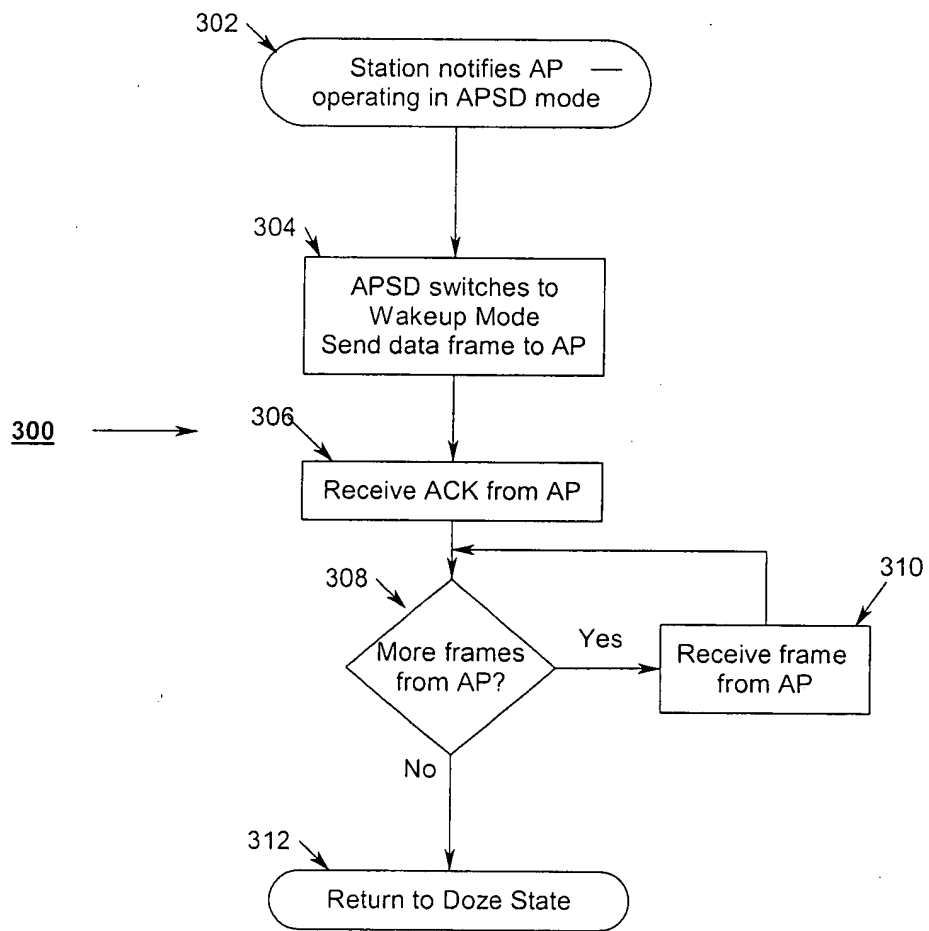 302
Station notifies AP —
operating in APSD mode
304
APSD switches to
Wakeup Mode
Send data frame to AP
300
306
Receive ACK from AP
308
310
More frames
from AP?
Yes
Receive frame
from AP
No
312
Return to Doze State